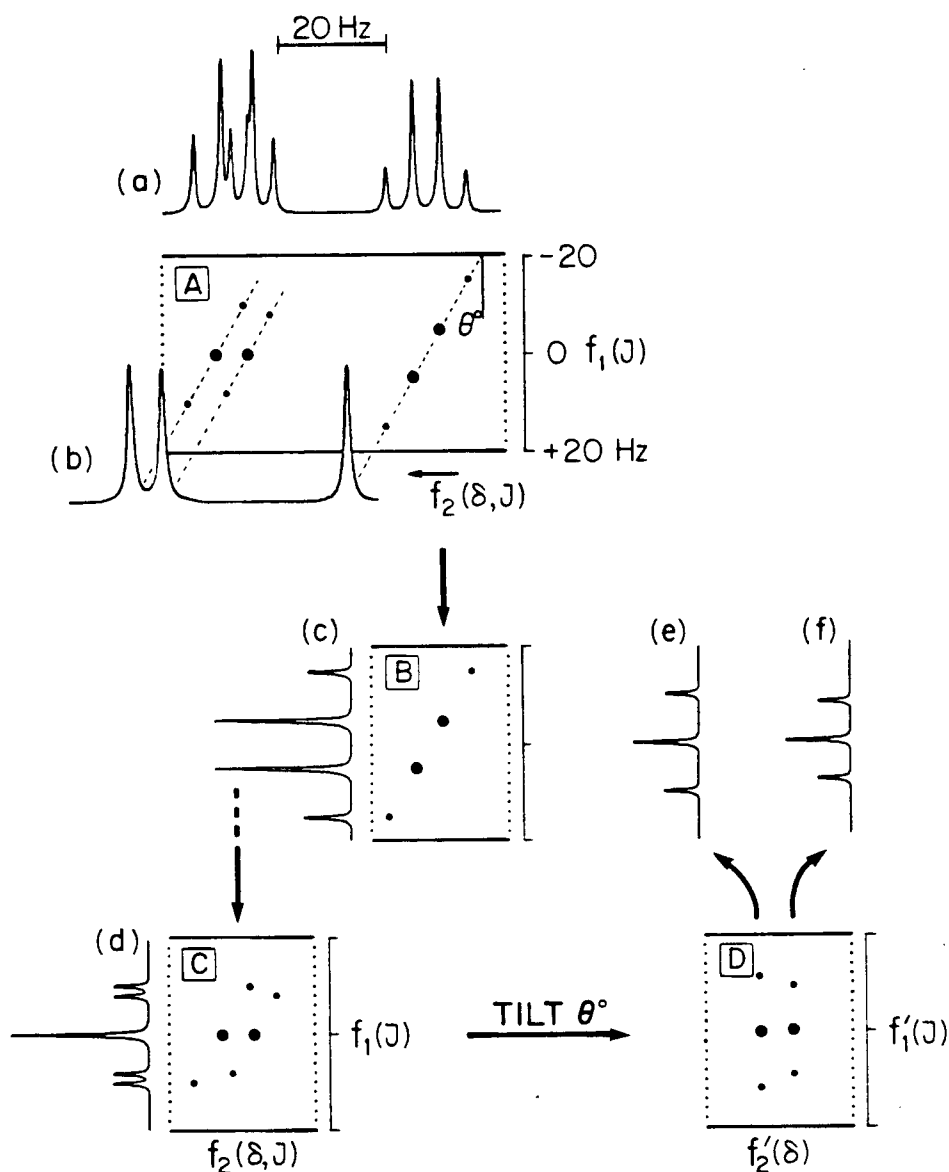 20 Hz
(a)
A
-20
θ°
0 f₁(J)
(b)
+20 Hz
f₂(δ,J)
(c)
B
(e)
(f)
(d)
C
D
f₁(J)
TILT θ°
f₁'(J)
f₂(δ,J)
f₂'(δ)